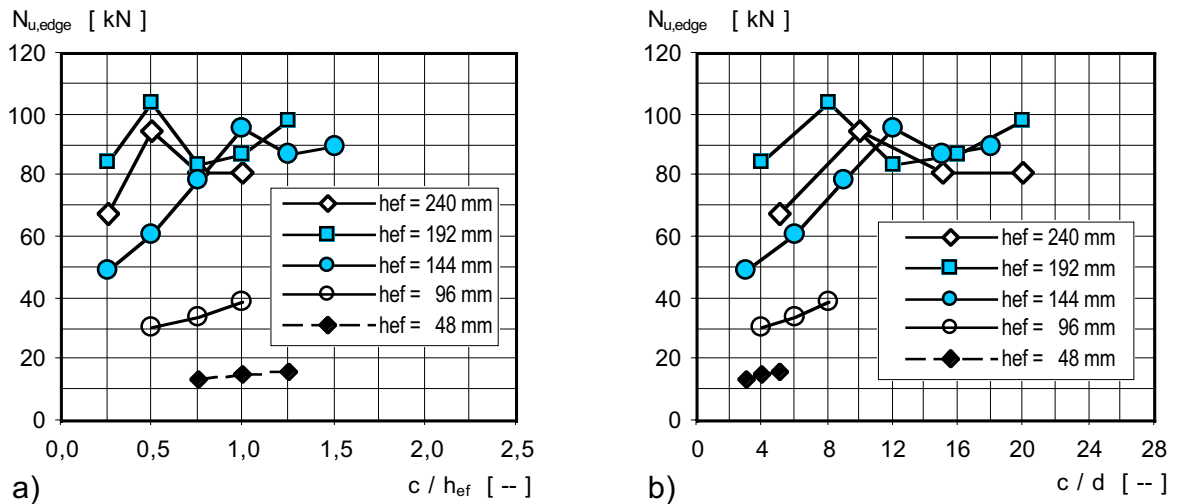 N_u,edge [ kN ]
120
100
80
60
40
20
0
0,0 0,5 1,0 1,5 2,0 2,5
hef = 240 mm
hef = 192 mm
hef = 144 mm
hef = 96 mm
hef = 48 mm
a)
c / h_ef [ -- ]
N_u,edge [ kN ]
120
100
80
60
40
20
0
0 4 8 12 16 20 24 28
hef = 240 mm
hef = 192 mm
hef = 144 mm
hef = 96 mm
hef = 48 mm
b)
c / d [ -- ]